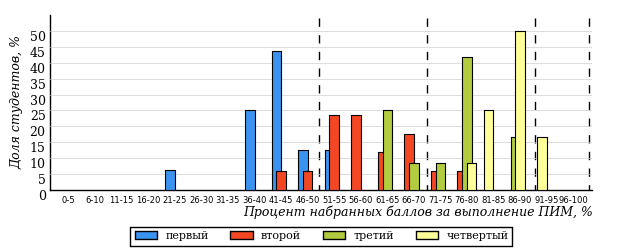 Доля студентов, %
50
45
40
35
30
25
20
15
10
5
0
0-5 6-10 11-15 16-20 21-25 26-30 31-35 36-40 41-45 46-50 51-55 56-60 61-65 66-70 71-75 76-80 81-85 86-90 91-95 96-100
Процент набранных баллов за выполнение ПИМ, %
первый второй третий четвертый